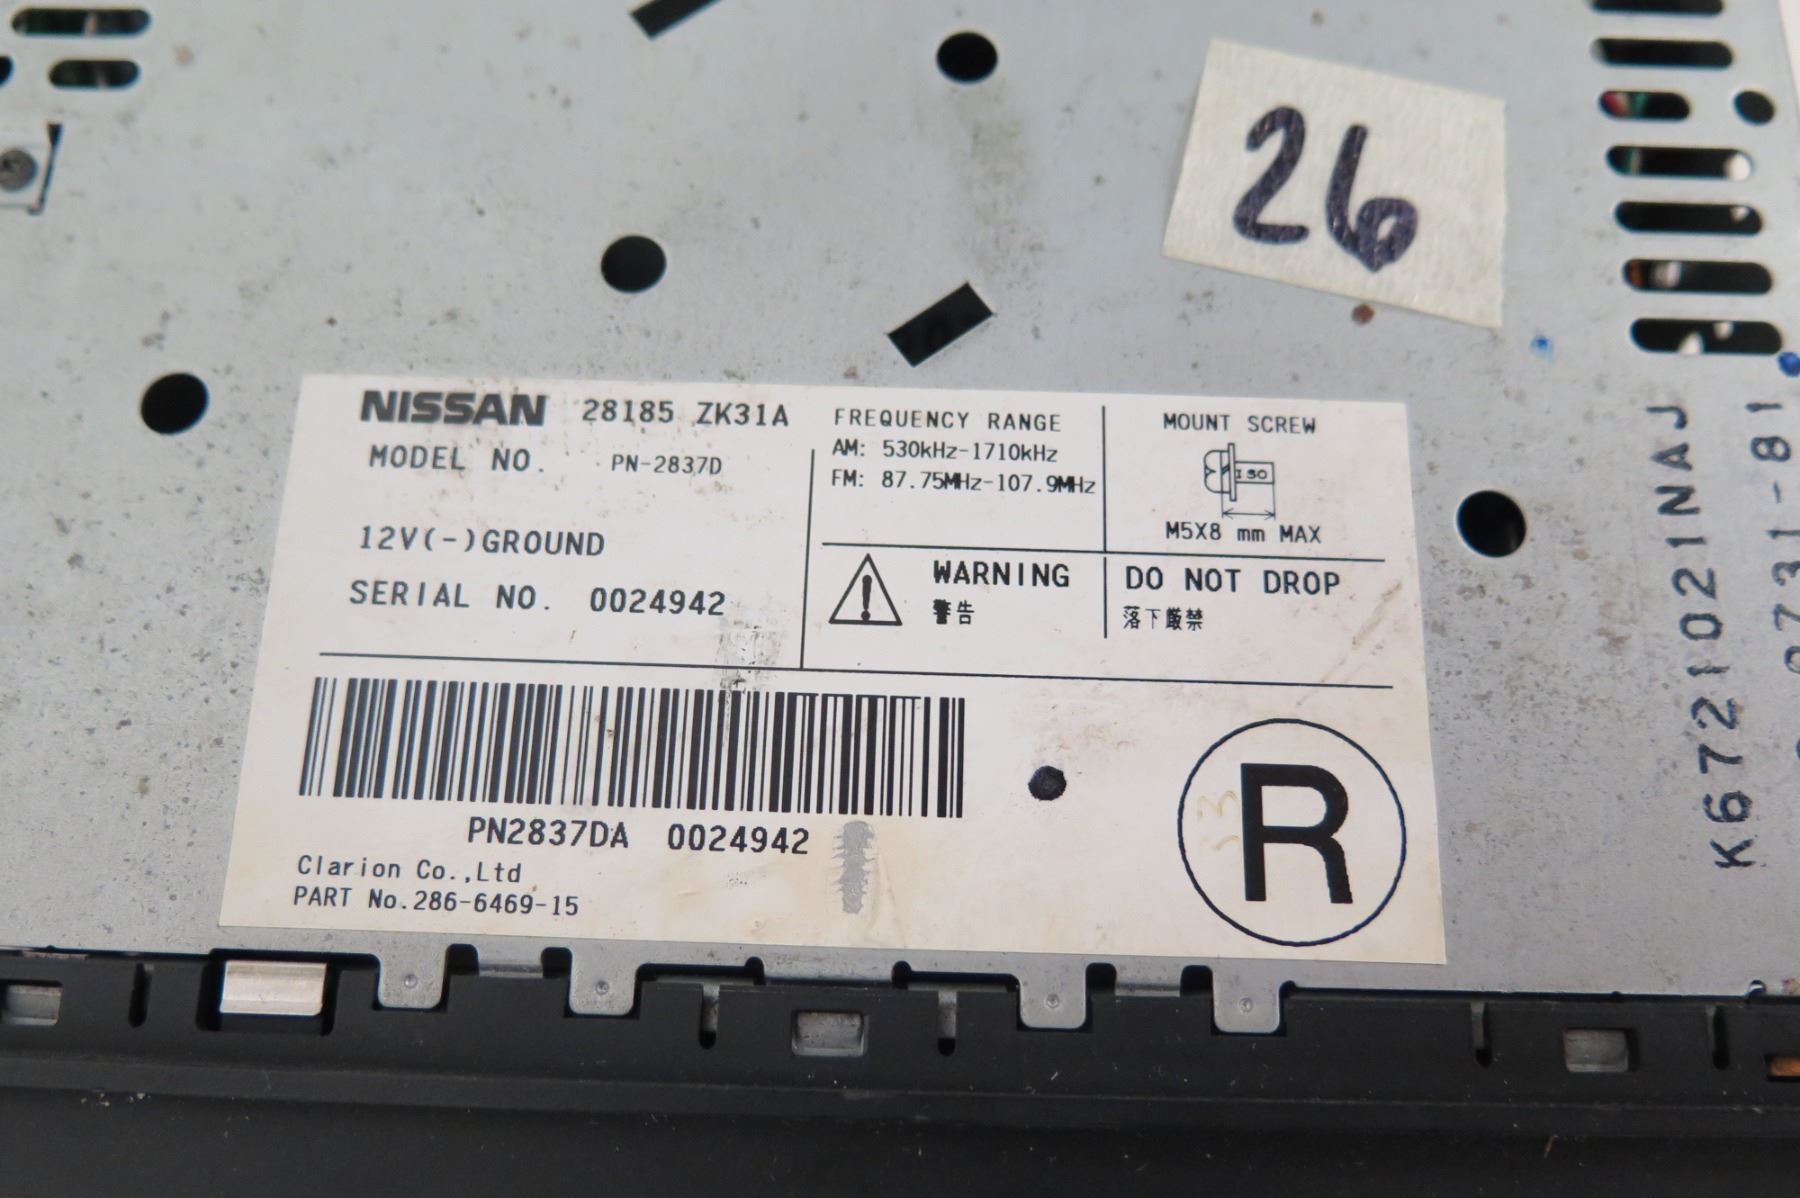 26
NISSAN 28185 ZK31A
MODEL NO. PN-2837D
12V(-)GROUND
SERIAL NO. 0024942
FREQUENCY RANGE
AM: 530kHz-1710kHz
FM: 87.75MHz-107.9MHz
MOUNT SCREW
ISO
M5X8 mm MAX
WARNING
警告
DO NOT DROP
落下厳禁
PN2837DA 0024942
Clarion Co.,Ltd
PART No.286-6469-15
R
K6721021NAJ